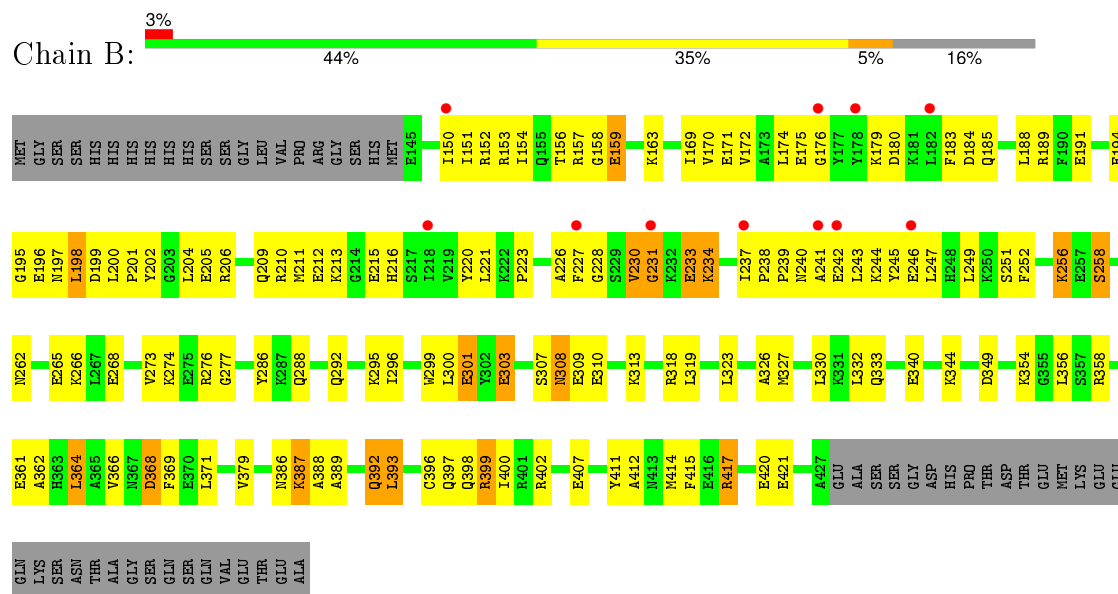 3%
Chain B:
44% 35% 5% 16%
MET GLY SER SER HIS HIS HIS HIS HIS HIS SER SER GLY LEU VAL PRO ARG GLY SER HIS MET E145 I150 I151 R152 R153 I154 Q155 T156 R157 G158 E159 K163 I169 V170 E171 V172 A173 L174 E175 G176 Y177 Y178 K179 D180 K181 L182 F183 D184 Q185 L188 R189 F190 E191 E194
G195 E196 N197 L198 D199 L200 P201 Y202 G203 L204 E205 R206 Q209 R210 M211 E212 K213 G214 E215 H216 S217 I218 V219 Y220 L221 K222 P223 A226 F227 G228 S229 V230 G231 K232 E233 K234 I237 P238 P239 N240 A241 E242 L243 K244 Y245 E246 L247 H248 L249 K250 S251 F252 K256 E257 S258
N262 E265 K266 L267 E268 V273 K274 E275 R276 G277 Y286 K287 Q288 Q292 K295 I296 W299 L300 E301 Y302 E303 S307 N308 E309 E310 K313 R318 L319 L323 A326 M327 L330 K331 L332 Q333 E340 K344 D349 K354 G355 L356 S357 R358
E361 A362 H363 L364 A365 V366 N367 D368 F369 E370 L371 V379 N386 K387 A388 A389 Q392 L393 C396 Q397 Q398 R399 I400 R401 R402 E407 Y411 A412 N413 M414 F415 E416 R417 E420 E421 A427 GLU ALA SER SER GLY ASP HIS PRO THR ASP THR GLU MET LYS GLU GLU
GLN LYS SER ASN THR ALA GLY SER GLN SER GLN VAL GLU THR GLU ALA